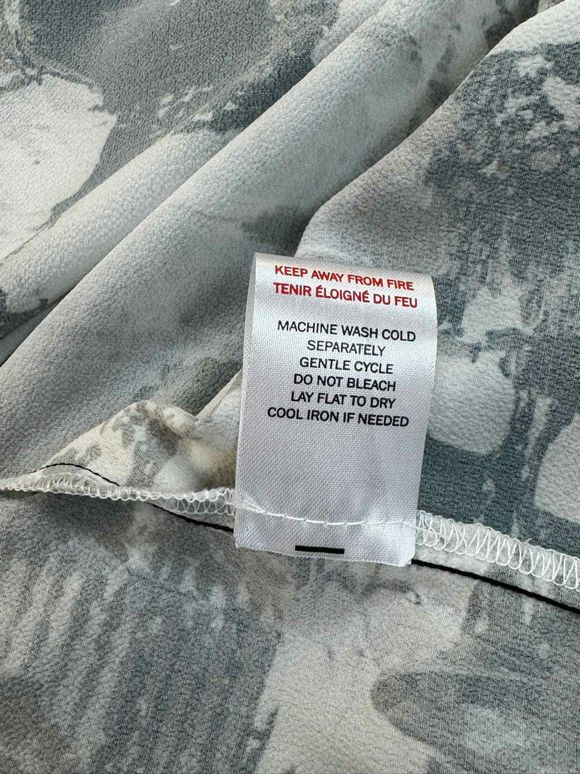 KEEP AWAY FROM FIRE
TENIR ÉLOIGNÉ DU FEU
MACHINE WASH COLD
SEPARATELY
GENTLE CYCLE
DO NOT BLEACH
LAY FLAT TO DRY
COOL IRON IF NEEDED